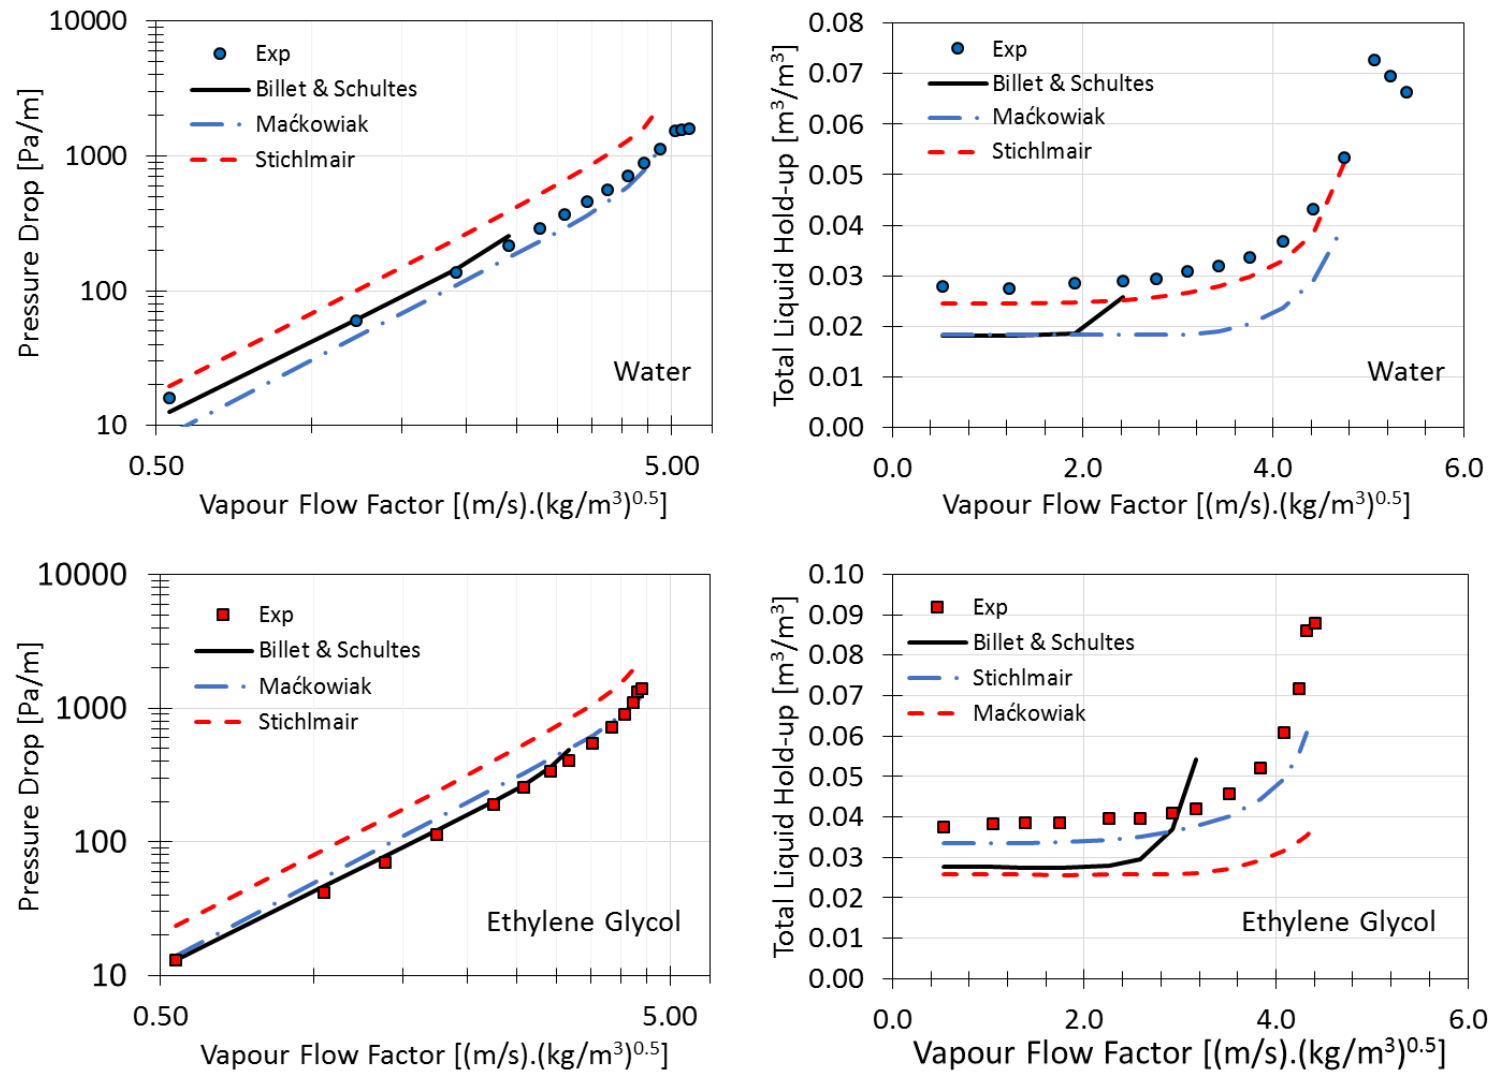 10000
1000
100
10
Pressure Drop [Pa/m]
Exp
Billet & Schultes
Maćkowiak
Stichlmair
Water
0.50
5.00
Vapour Flow Factor [(m/s).(kg/m³)⁰·⁵]
0.08
0.07
0.06
0.05
0.04
0.03
0.02
0.01
0.00
Total Liquid Hold-up [m³/m³]
Exp
Billet & Schultes
Maćkowiak
Stichlmair
Water
0.0
2.0
4.0
6.0
Vapour Flow Factor [(m/s).(kg/m³)⁰·⁵]
10000
1000
100
10
Pressure Drop [Pa/m]
Exp
Billet & Schultes
Maćkowiak
Stichlmair
Ethylene Glycol
0.50
5.00
Vapour Flow Factor [(m/s).(kg/m³)⁰·⁵]
0.10
0.09
0.08
0.07
0.06
0.05
0.04
0.03
0.02
0.01
0.00
Total Liquid Hold-up [m³/m³]
Exp
Billet & Schultes
Stichlmair
Maćkowiak
Ethylene Glycol
0.0
2.0
4.0
6.0
Vapour Flow Factor [(m/s).(kg/m³)⁰·⁵]